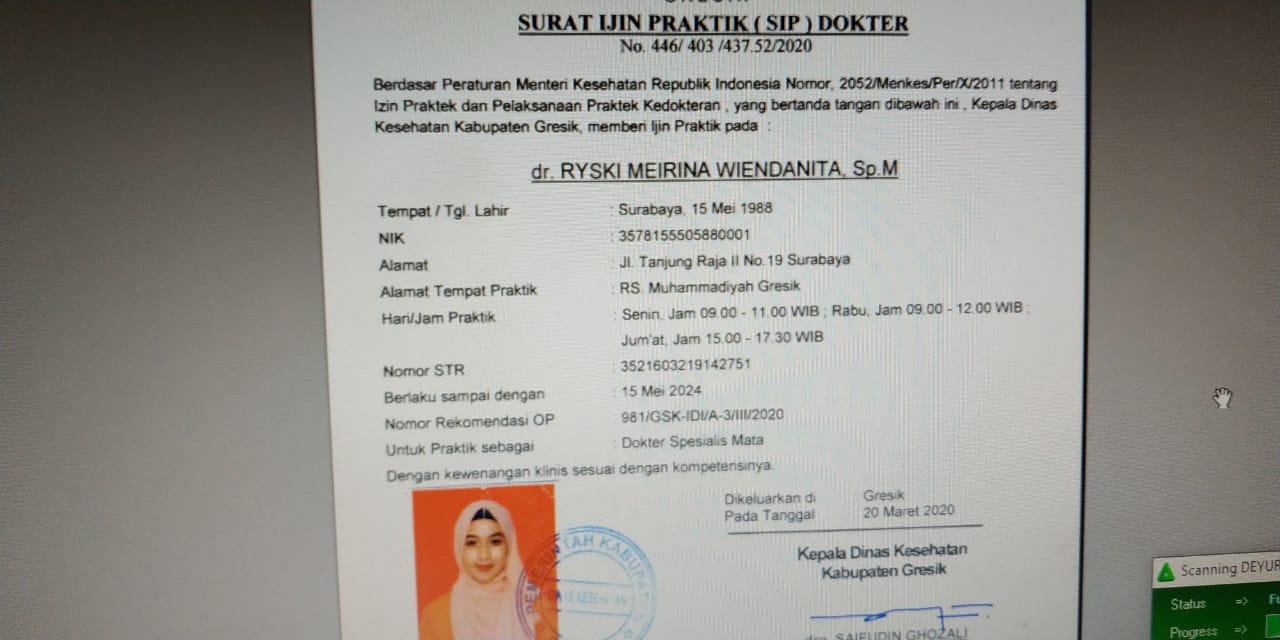 SURAT IJIN PRAKTIK ( SIP ) DOKTER
No. 446/ 403 /437.52/2020
Berdasar Peraturan Menteri Kesehatan Republik Indonesia Nomor, 2052/Menkes/Per/X/2011 tentang
Izin Praktek dan Pelaksanaan Praktek Kedokteran , yang bertanda tangan dibawah ini , Kepala Dinas
Kesehatan Kabupaten Gresik, memberi Ijin Praktik pada :
dr. RYSKI MEIRINA WIENDANITA, Sp.M
Tempat / Tgl. Lahir : Surabaya, 15 Mei 1988
NIK : 3578155505880001
Alamat : Jl. Tanjung Raja II No.19 Surabaya
Alamat Tempat Praktik : RS. Muhammadiyah Gresik
Hari/Jam Praktik : Senin, Jam 09.00 - 11.00 WIB ; Rabu, Jam 09.00 - 12.00 WIB ;
Jum'at, Jam 15.00 - 17.30 WIB
Nomor STR : 3521603219142751
Berlaku sampai dengan : 15 Mei 2024
Nomor Rekomendasi OP : 981/GSK-IDI/A-3/III/2020
Untuk Praktik sebagai : Dokter Spesialis Mata
Dengan kewenangan klinis sesuai dengan kompetensinya.
Dikeluarkan di Gresik
Pada Tanggal 20 Maret 2020
Kepala Dinas Kesehatan
Kabupaten Gresik
PEMERINTAH KABUPATEN
drg. SAIFUDIN GHOZALI
Scanning DEYUR
Status =>
Progress =>